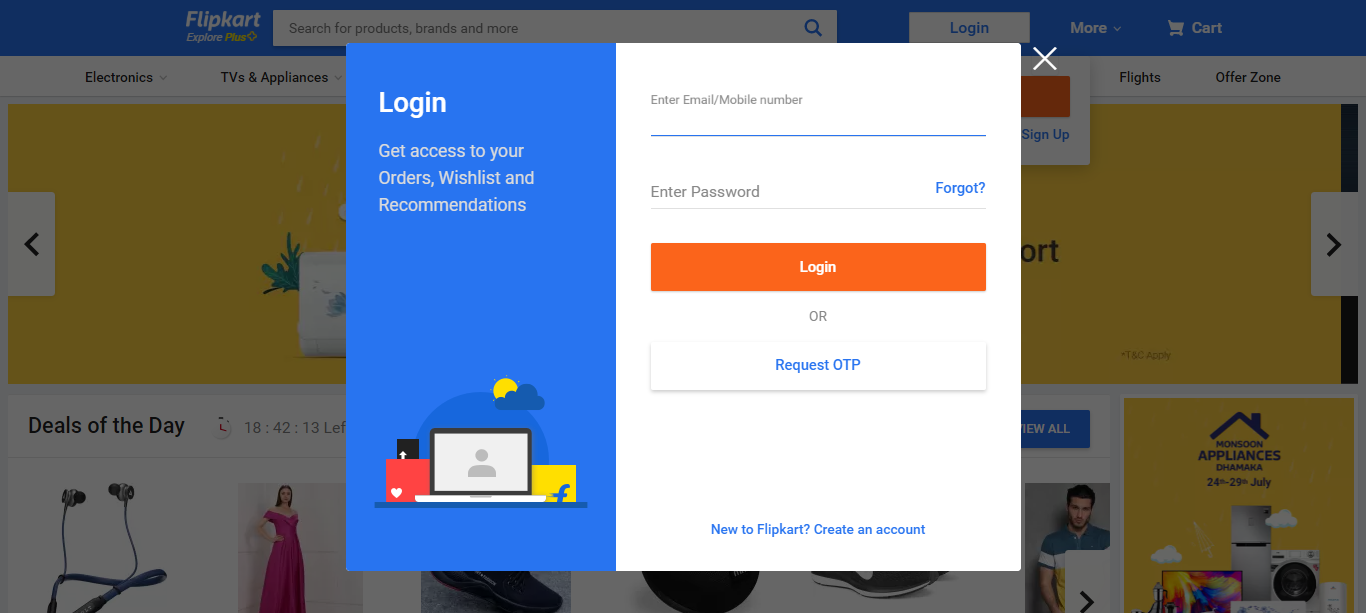 Flipkart
Explore Plus
Search for products, brands and more
Login
More
Cart
Electronics
TVs & Appliances
Flights
Offer Zone
Sign Up
Login
Get access to your
Orders, Wishlist and
Recommendations
Enter Email/Mobile number
Enter Password
Forgot?
Login
OR
Request OTP
New to Flipkart? Create an account
*T&C Apply
Deals of the Day
18 : 42 : 13
VIEW ALL
MONSOON
APPLIANCES
DHAMAKA
24th-29th July